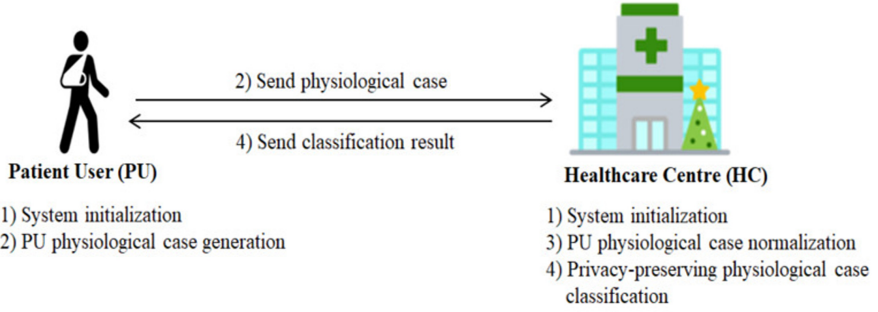 2) Send physiological case
4) Send classification result
Patient User (PU)
1) System initialization
2) PU physiological case generation
Healthcare Centre (HC)
1) System initialization
3) PU physiological case normalization
4) Privacy-preserving physiological case
classification